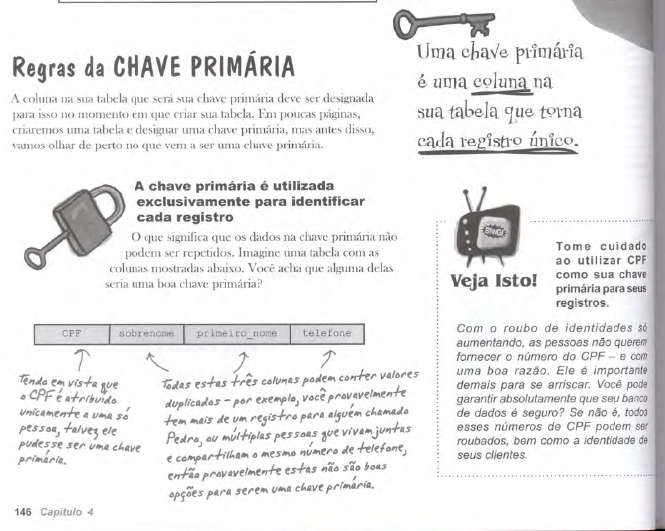 Regras da CHAVE PRIMÁRIA
A coluna na sua tabela que será sua chave primária deve ser designada
para isso no momento em que criar sua tabela. Em poucas páginas,
criaremos uma tabela e designar uma chave primária, mas antes disso,
vamos olhar de perto no que vem a ser uma chave primária.
Uma chave primária
é uma coluna na
sua tabela que torna
cada registro único.
A chave primária é utilizada
exclusivamente para identificar
cada registro
O que significa que os dados na chave primária não
podem ser repetidos. Imagine uma tabela com as
colunas mostradas abaixo. Você acha que alguma delas
seria uma boa chave primária?
CPF sobrenome primeiro_nome telefone
Tendo em vista que
o CPF é atribuído
unicamente a uma só
pessoa, talvez ele
pudesse ser uma chave
primária.
Todas estas três colunas podem conter valores
duplicados - por exemplo, você provavelmente
tem mais de um registro para alguém chamado
Pedro, ou múltiplas pessoas que vivam juntas
e compartilham o mesmo número de telefone,
então provavelmente estas não são boas
opções para serem uma chave primária.
BANG!
Veja Isto!
Tome cuidado
ao utilizar CPF
como sua chave
primária para seus
registros.
Com o roubo de identidades só
aumentando, as pessoas não querem
fornecer o número do CPF – e com
uma boa razão. Ele é importante
demais para se arriscar. Você pode
garantir absolutamente que seu banco
de dados é seguro? Se não é, todos
esses números de CPF podem ser
roubados, bem como a identidade de
seus clientes.
146 Capítulo 4